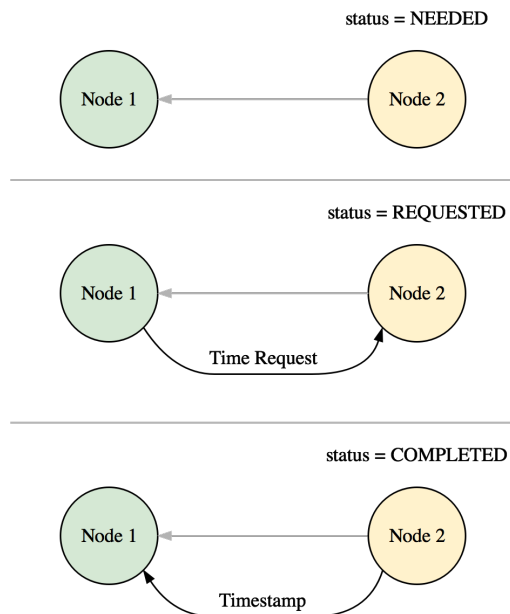 status = NEEDED
Node 1
Node 2
status = REQUESTED
Node 1
Node 2
Time Request
status = COMPLETED
Node 1
Node 2
Timestamp